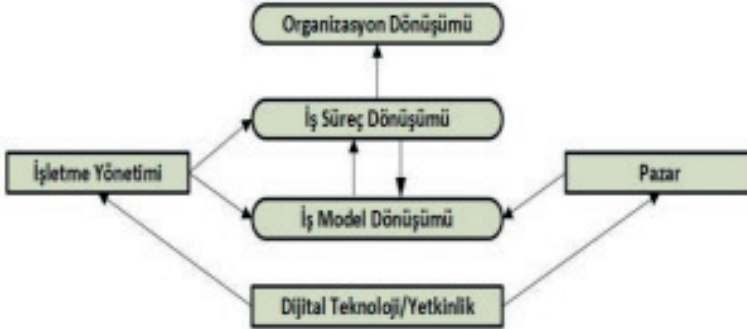 Organizasyon Dönüşümü
İş Süreç Dönüşümü
İşletme Yönetimi
Pazar
İş Model Dönüşümü
Dijital Teknoloji/Yetkinlik